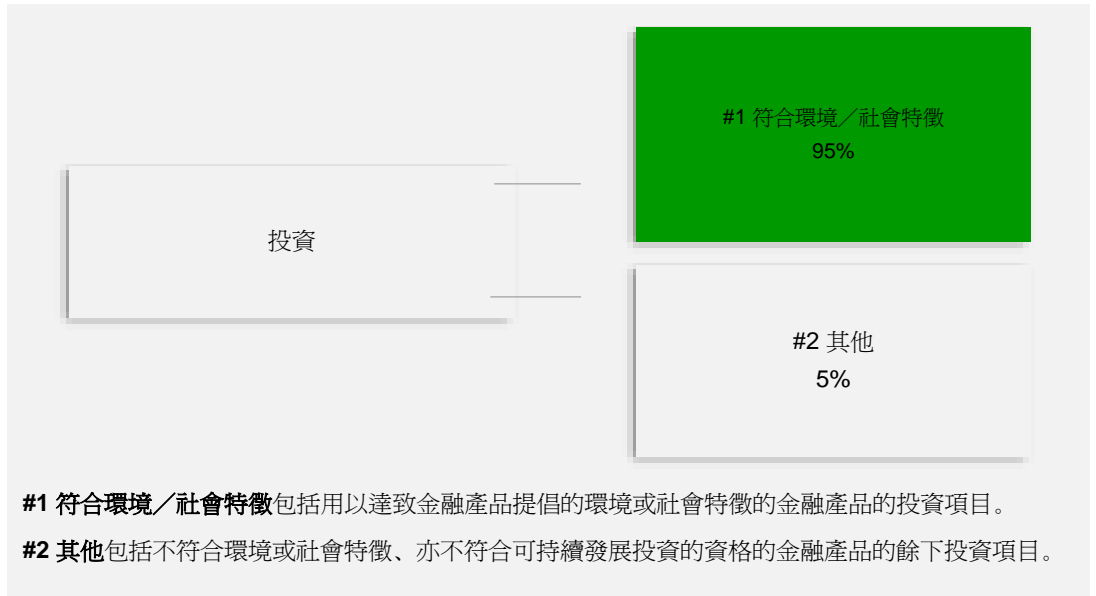 #1 符合環境／社會特徵
95%
投資
#2 其他
5%
#1 符合環境／社會特徵包括用以達致金融產品提倡的環境或社會特徵的金融產品的投資項目。
#2 其他包括不符合環境或社會特徵、亦不符合可持續發展投資的資格的金融產品的餘下投資項目。